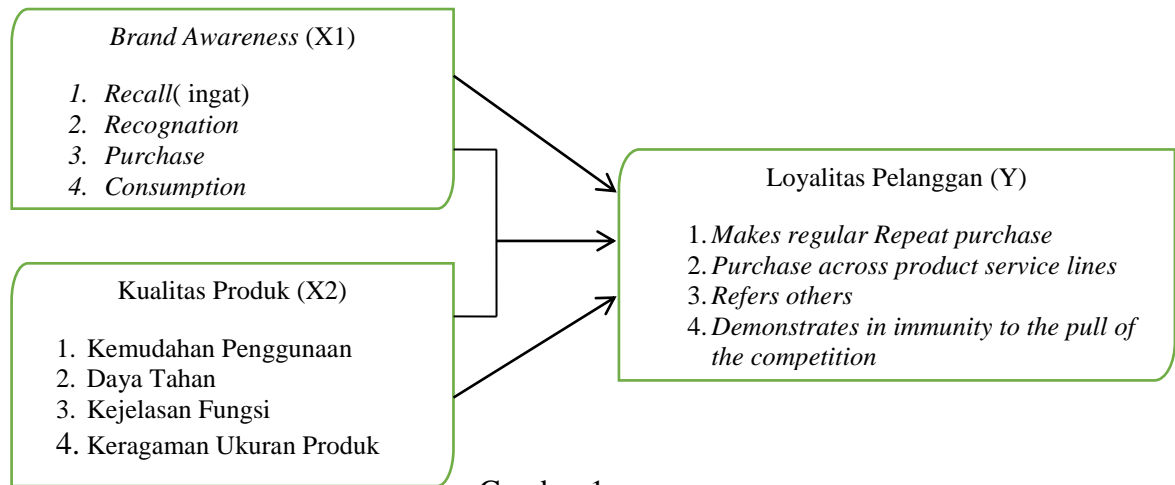 Brand Awareness (X1)
1. Recall( ingat)
2. Recognation
3. Purchase
4. Consumption
Kualitas Produk (X2)
1. Kemudahan Penggunaan
2. Daya Tahan
3. Kejelasan Fungsi
4. Keragaman Ukuran Produk
Loyalitas Pelanggan (Y)
1. Makes regular Repeat purchase
2. Purchase across product service lines
3. Refers others
4. Demonstrates in immunity to the pull of
the competition